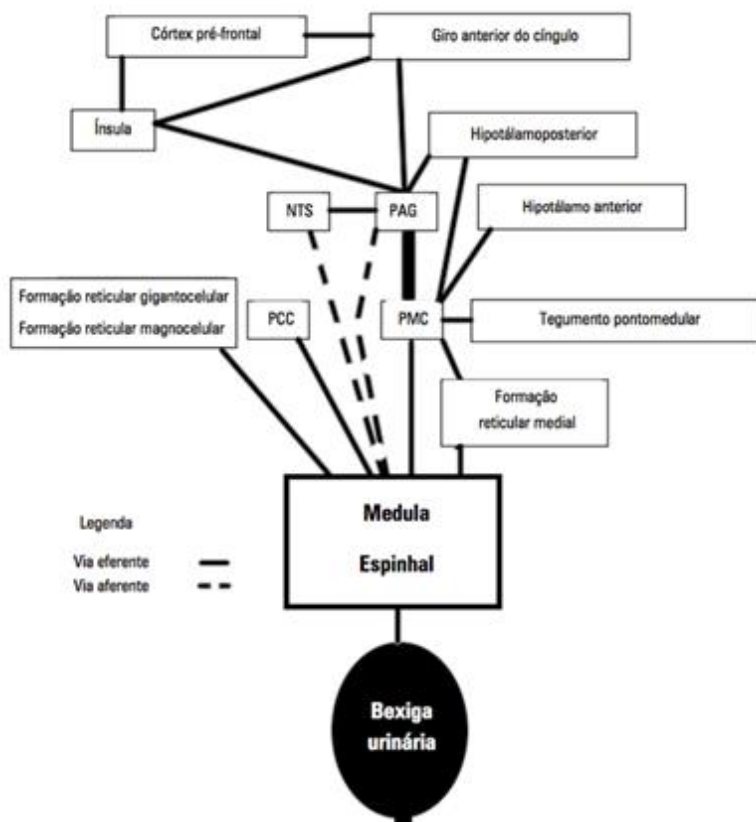 Córtex pré-frontal
Giro anterior do cíngulo
Ínsula
Hipotálamoposterior
NTS
PAG
Hipotálamo anterior
Formação reticular gigantocelular
Formação reticular magnocelular
PCC
PMC
Tegumento pontomedular
Formação
reticular medial
Medula
Espinhal
Legenda
Via eferente
Via aferente
Bexiga
urinária